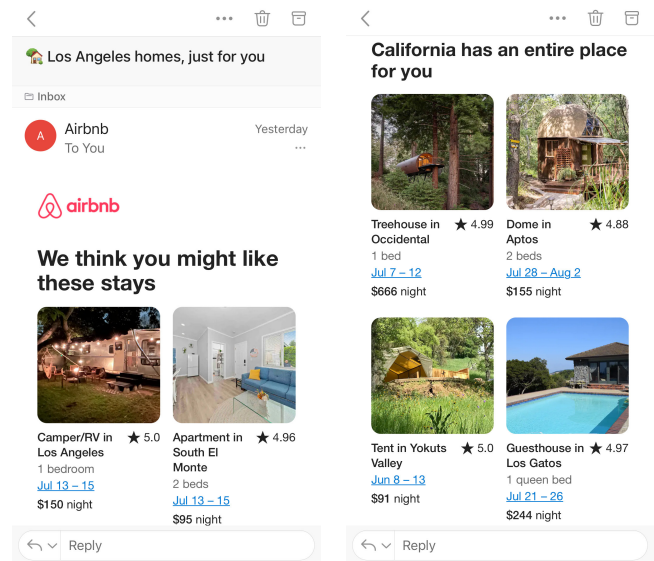 Los Angeles homes, just for you
Inbox
A
Airbnb
Yesterday
To You
airbnb
We think you might like
these stays
Camper/RV in
Los Angeles
★ 5.0
1 bedroom
Jul 13 – 15
$150 night
Apartment in
South El
Monte
★ 4.96
2 beds
Jul 13 – 15
$95 night
Reply
California has an entire place
for you
Treehouse in
Occidental
★ 4.99
1 bed
Jul 7 – 12
$666 night
Dome in
Aptos
★ 4.88
2 beds
Jul 28 – Aug 2
$155 night
Tent in Yokuts
Valley
★ 5.0
Jun 8 – 13
$91 night
Guesthouse in
Los Gatos
★ 4.97
1 queen bed
Jul 21 – 26
$244 night
Reply